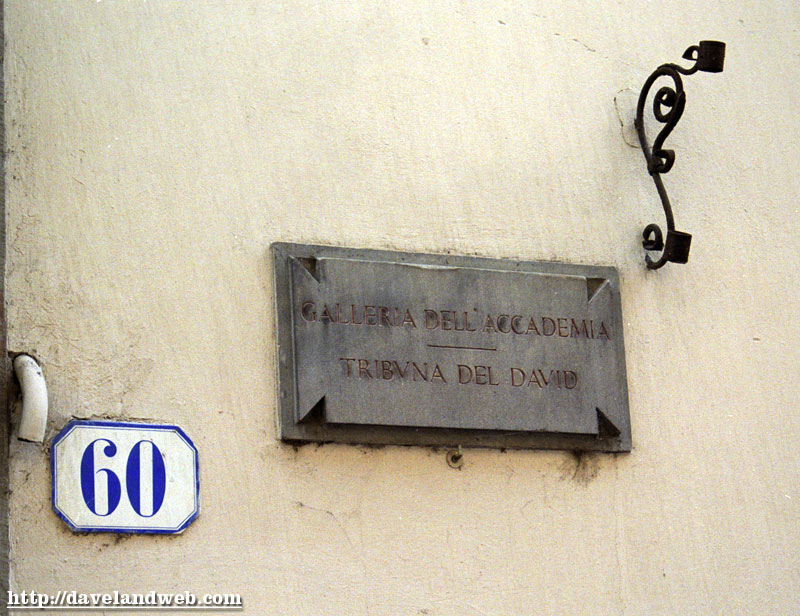 GALLERIA DELL'ACCADEMIA
TRIBVNA DEL DAVID
60
http://davelandweb.com